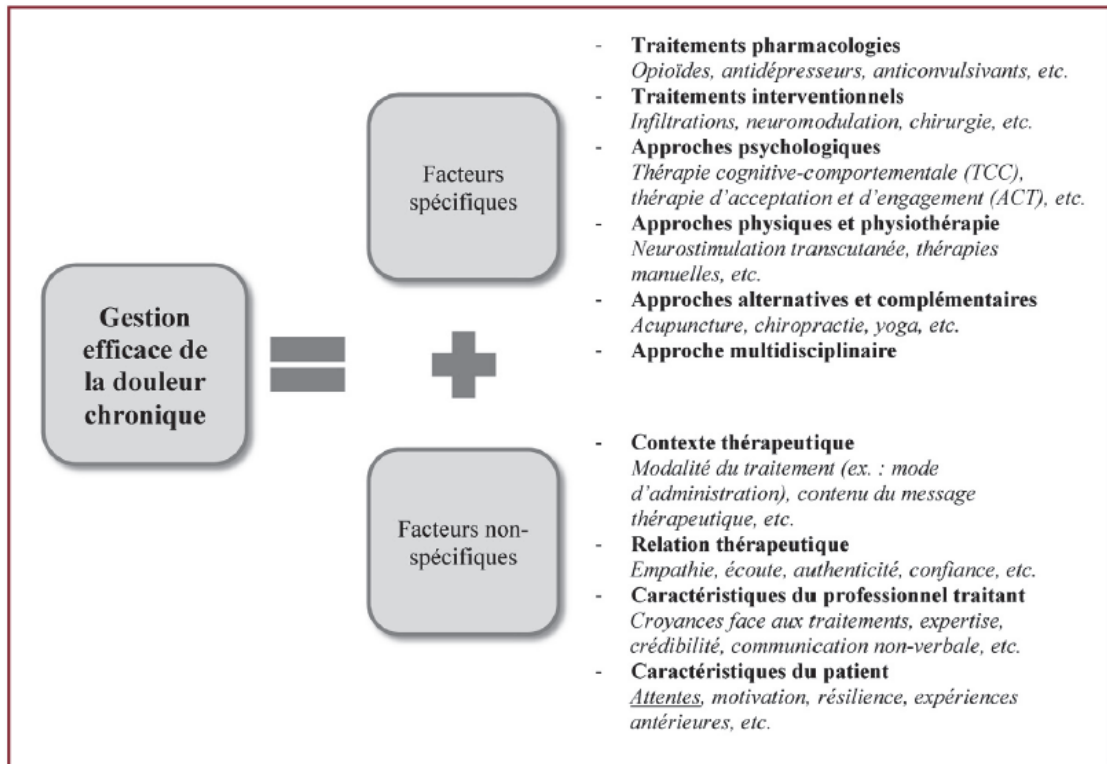 - Traitements pharmacologies
Opioïdes, antidépresseurs, anticonvulsivants, etc.
- Traitements interventionnels
Infiltrations, neuromodulation, chirurgie, etc.
- Approches psychologiques
Thérapie cognitive-comportementale (TCC),
thérapie d'acceptation et d'engagement (ACT), etc.
- Approches physiques et physiothérapie
Neurostimulation transcutanée, thérapies
manuelles, etc.
- Approches alternatives et complémentaires
Acupuncture, chiropractie, yoga, etc.
- Approche multidisciplinaire
Facteurs
spécifiques
Gestion
efficace de
la douleur
chronique
=
+
Facteurs non-
spécifiques
- Contexte thérapeutique
Modalité du traitement (ex. : mode
d'administration), contenu du message
thérapeutique, etc.
- Relation thérapeutique
Empathie, écoute, authenticité, confiance, etc.
- Caractéristiques du professionnel traitant
Croyances face aux traitements, expertise,
crédibilité, communication non-verbale, etc.
- Caractéristiques du patient
Attentes, motivation, résilience, expériences
antérieures, etc.